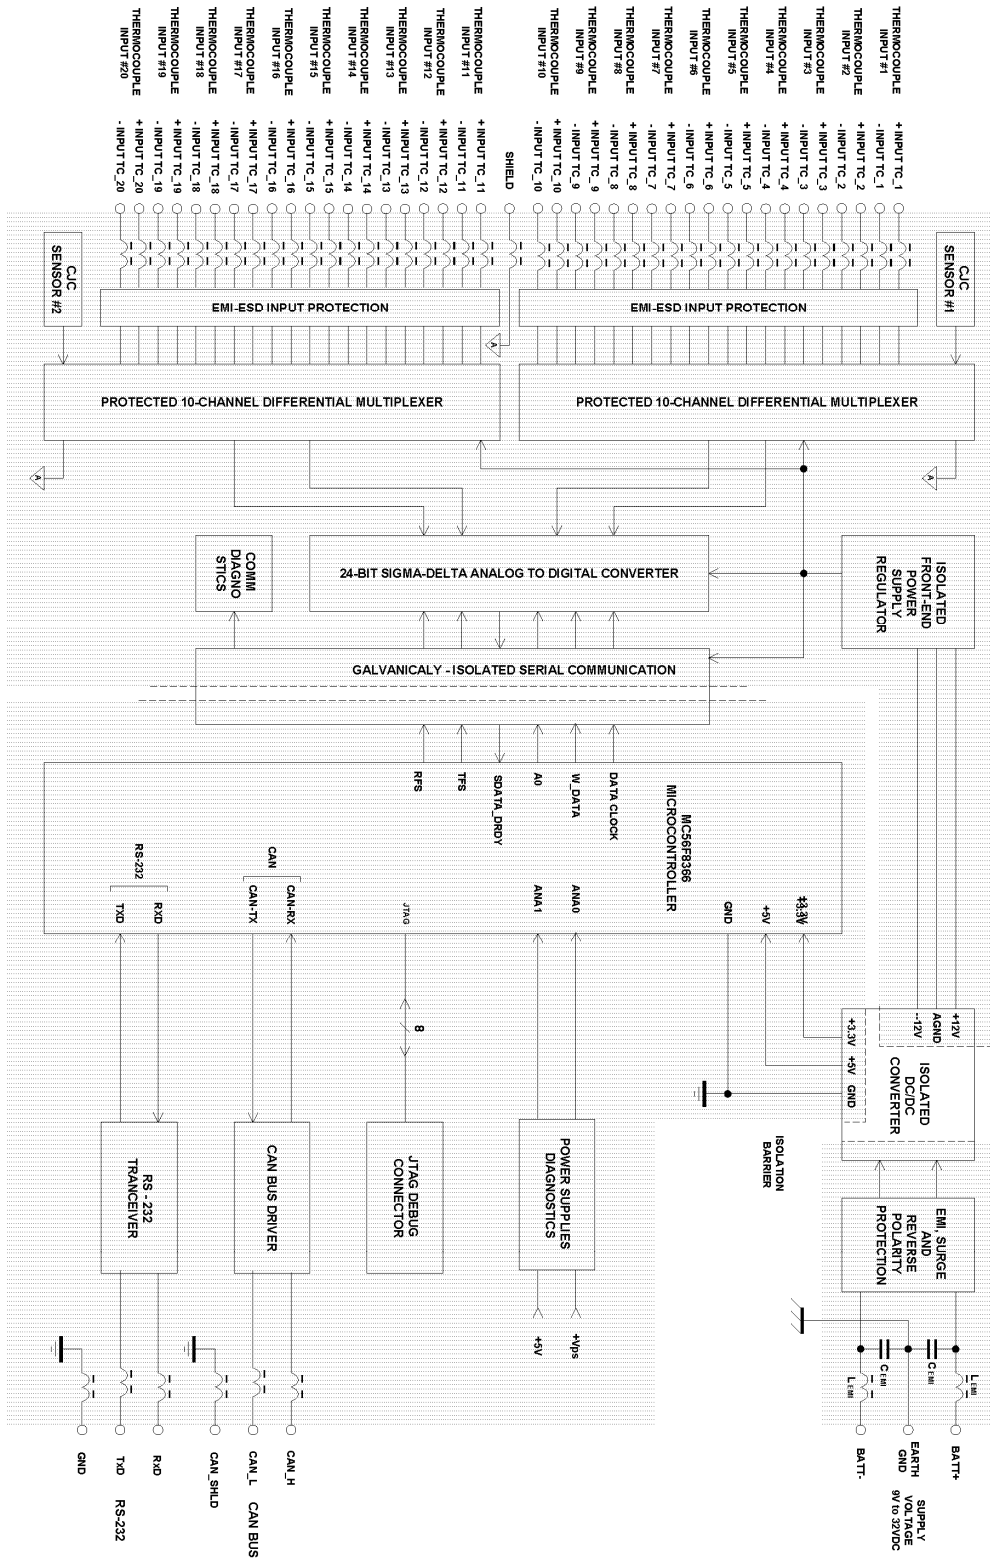 THERMOCOUPLE
INPUT #1
THERMOCOUPLE
INPUT #2
THERMOCOUPLE
INPUT #3
THERMOCOUPLE
INPUT #4
THERMOCOUPLE
INPUT #5
THERMOCOUPLE
INPUT #6
THERMOCOUPLE
INPUT #7
THERMOCOUPLE
INPUT #8
THERMOCOUPLE
INPUT #9
THERMOCOUPLE
INPUT #10
THERMOCOUPLE
INPUT #11
THERMOCOUPLE
INPUT #12
THERMOCOUPLE
INPUT #13
THERMOCOUPLE
INPUT #14
THERMOCOUPLE
INPUT #15
THERMOCOUPLE
INPUT #16
THERMOCOUPLE
INPUT #17
THERMOCOUPLE
INPUT #18
THERMOCOUPLE
INPUT #19
THERMOCOUPLE
INPUT #20
+ INPUT TC_1
- INPUT TC_1
+ INPUT TC_2
- INPUT TC_2
+ INPUT TC_3
- INPUT TC_3
+ INPUT TC_4
- INPUT TC_4
+ INPUT TC_5
- INPUT TC_5
+ INPUT TC_6
- INPUT TC_6
+ INPUT TC_7
- INPUT TC_7
+ INPUT TC_8
- INPUT TC_8
+ INPUT TC_9
- INPUT TC_9
+ INPUT TC_10
- INPUT TC_10
SHIELD
+ INPUT TC_11
- INPUT TC_11
+ INPUT TC_12
- INPUT TC_12
+ INPUT TC_13
- INPUT TC_13
+ INPUT TC_14
- INPUT TC_14
+ INPUT TC_15
- INPUT TC_15
+ INPUT TC_16
- INPUT TC_16
+ INPUT TC_17
- INPUT TC_17
+ INPUT TC_18
- INPUT TC_18
+ INPUT TC_19
- INPUT TC_19
+ INPUT TC_20
- INPUT TC_20
CJC
SENSOR #1
CJC
SENSOR #2
EMI-ESD INPUT PROTECTION
EMI-ESD INPUT PROTECTION
A
PROTECTED 10-CHANNEL DIFFERENTIAL MULTIPLEXER
PROTECTED 10-CHANNEL DIFFERENTIAL MULTIPLEXER
A
A
ISOLATED
FRONT-END
POWER
SUPPLY
REGULATOR
24-BIT SIGMA-DELTA ANALOG TO DIGITAL CONVERTER
COMM
DIAGNO
STICS
GALVANICALY - ISOLATED SERIAL COMMUNICATION
DATA CLOCK
W_DATA
A0
SDATA_DRDY
TFS
RFS
MC56F8366
MICROCONTROLLER
+3.3V
+5V
GND
ANA0
ANA1
JTAG
CAN
CAN-RX
CAN-TX
RS-232
RXD
TXD
8
+12V
AGND
--12V
ISOLATED
DC/DC
CONVERTER
+3.3V
+5V
GND
ISOLATION
BARRIER
EMI, SURGE
AND
REVERSE
POLARITY
PROTECTION
POWER SUPPLIES
DIAGNOSTICS
JTAG DEBUG
CONNECTOR
CAN BUS DRIVER
RS - 232
TRANCEIVER
+Vps
+5V
C EMI
C EMI
L EMI
L EMI
BATT+
EARTH
GND
BATT-
SUPPLY
VOLTAGE
9V to 32VDC
CAN_H
CAN_L
CAN_SHLD
CAN BUS
RxD
TxD
GND
RS-232